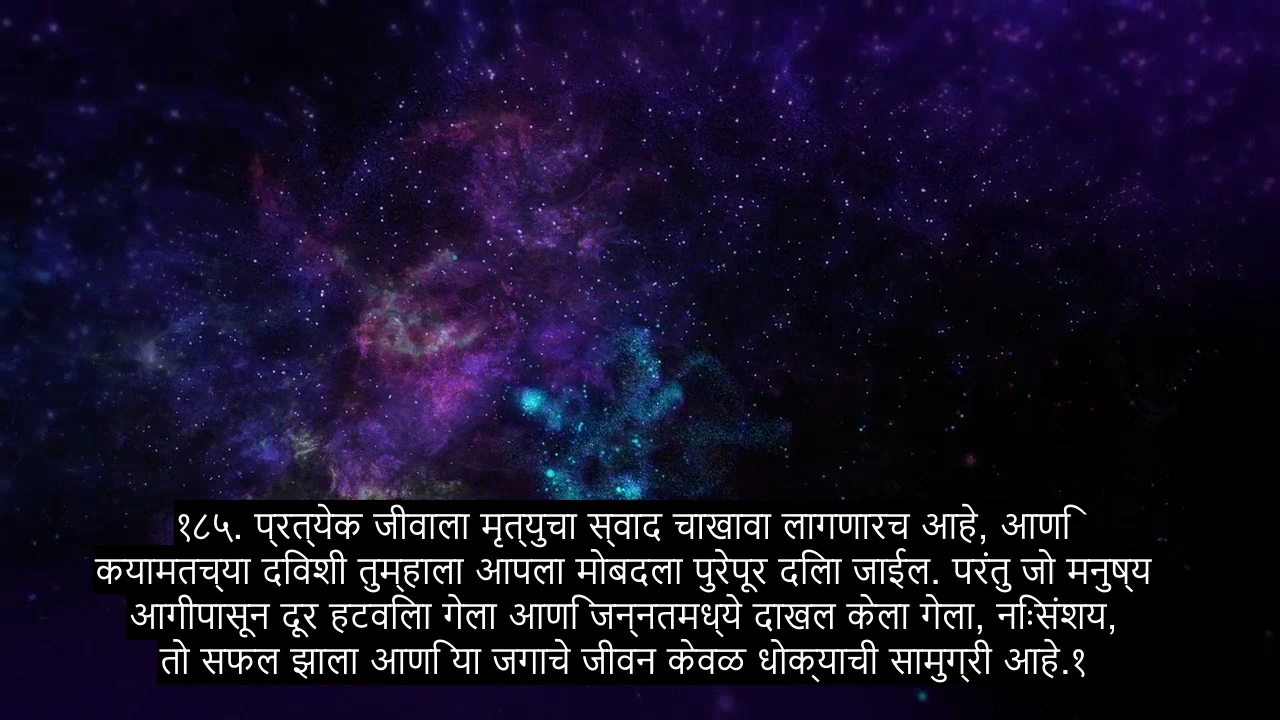 १८५. प्रत्येक जीवाला मृत्युचा स्वाद चाखावा लागणारच आहे, आणि
कयामतच्या दिवशी तुम्हाला आपला मोबदला पुरेपूर दिला जाईल. परंतु जो मनुष्य
आगीपासून दूर हटविला गेला आणि जन्नतमध्ये दाखल केला गेला, निःसंशय,
तो सफल झाला आणि या जगाचे जीवन केवळ धोक्याची सामुग्री आहे.१